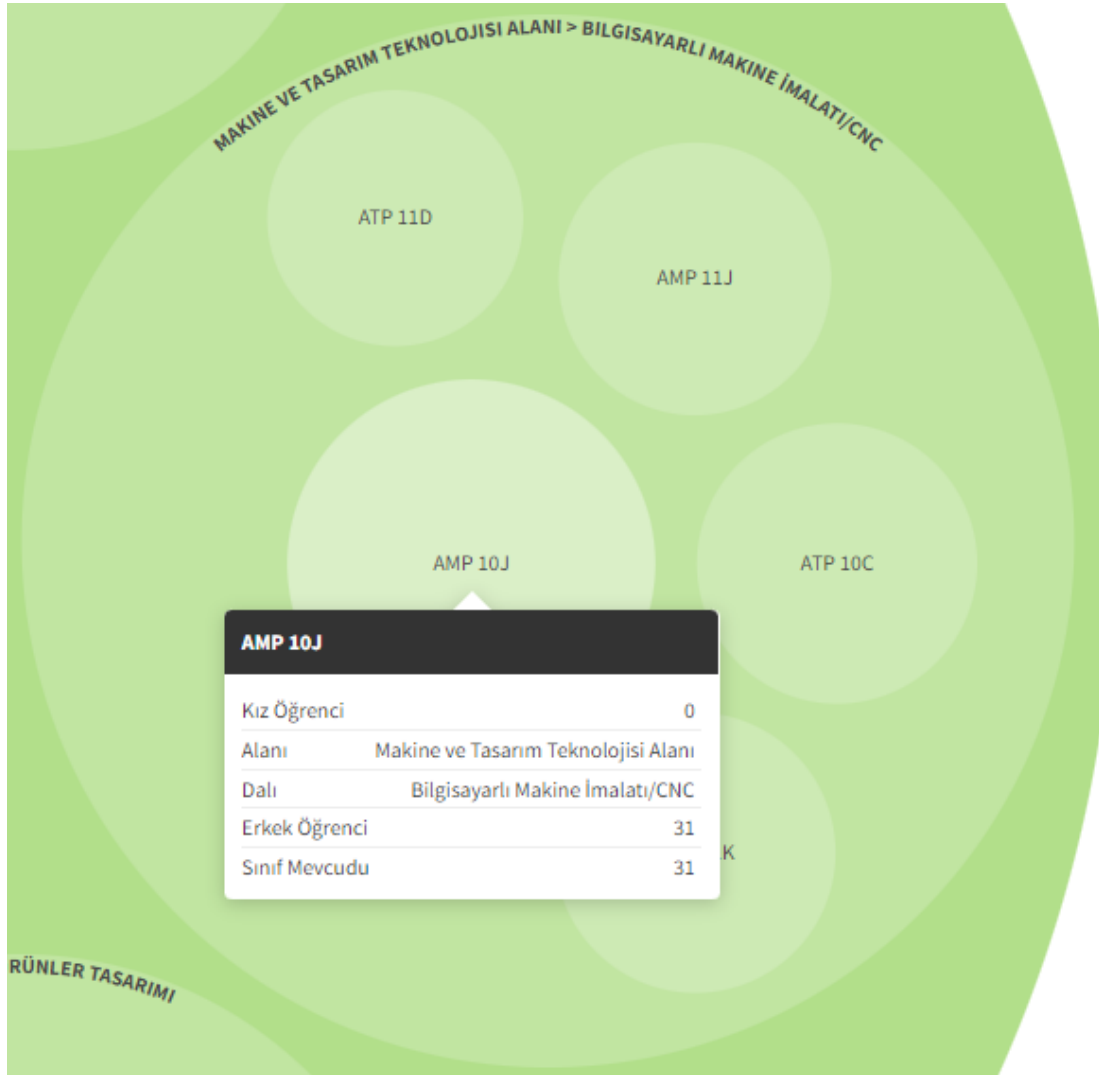 MAKINE VE TASARIM TEKNOLOJISI ALANI > BILGISAYARLI MAKINE İMALATI/CNC
ATP 11D
AMP 11J
AMP 10J
ATP 10C
AMP 10J
Kız Öğrenci 0
Alanı Makine ve Tasarım Teknolojisi Alanı
Dalı Bilgisayarlı Makine İmalatı/CNC
Erkek Öğrenci 31
Sınıf Mevcudu 31
K
RÜNLER TASARIMI